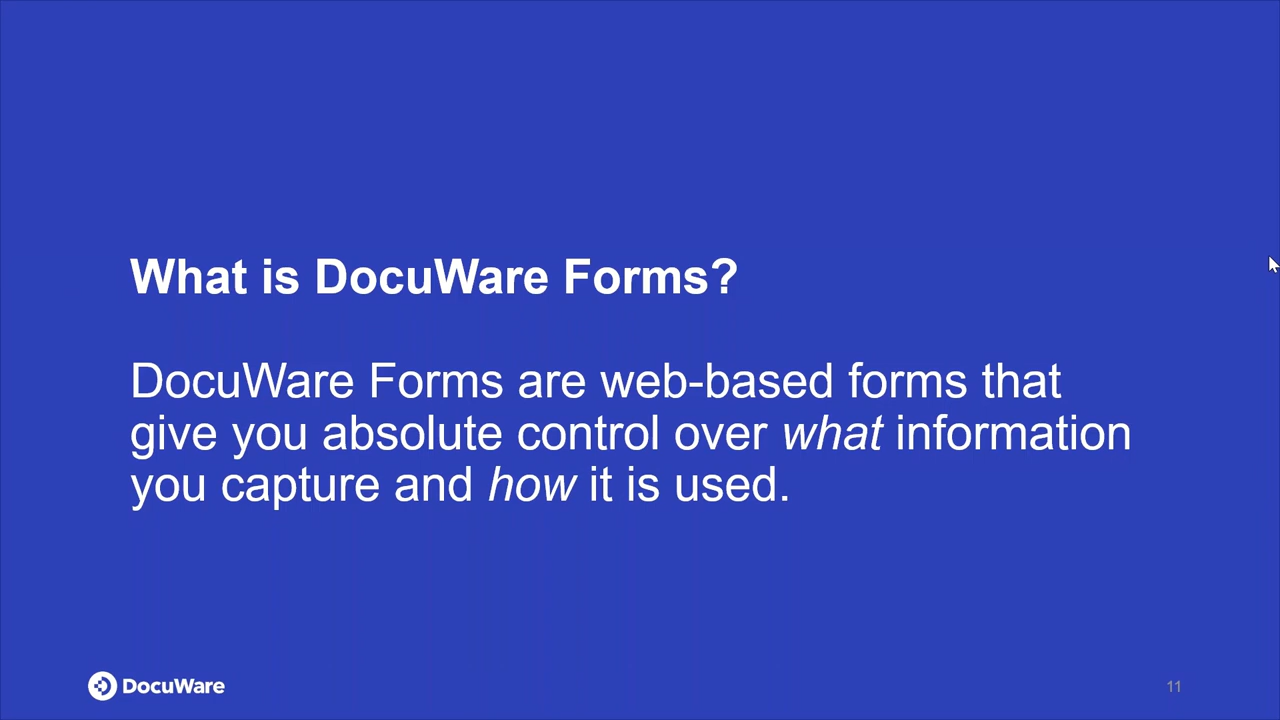 What is DocuWare Forms?
DocuWare Forms are web-based forms that
give you absolute control over what information
you capture and how it is used.
DocuWare
11